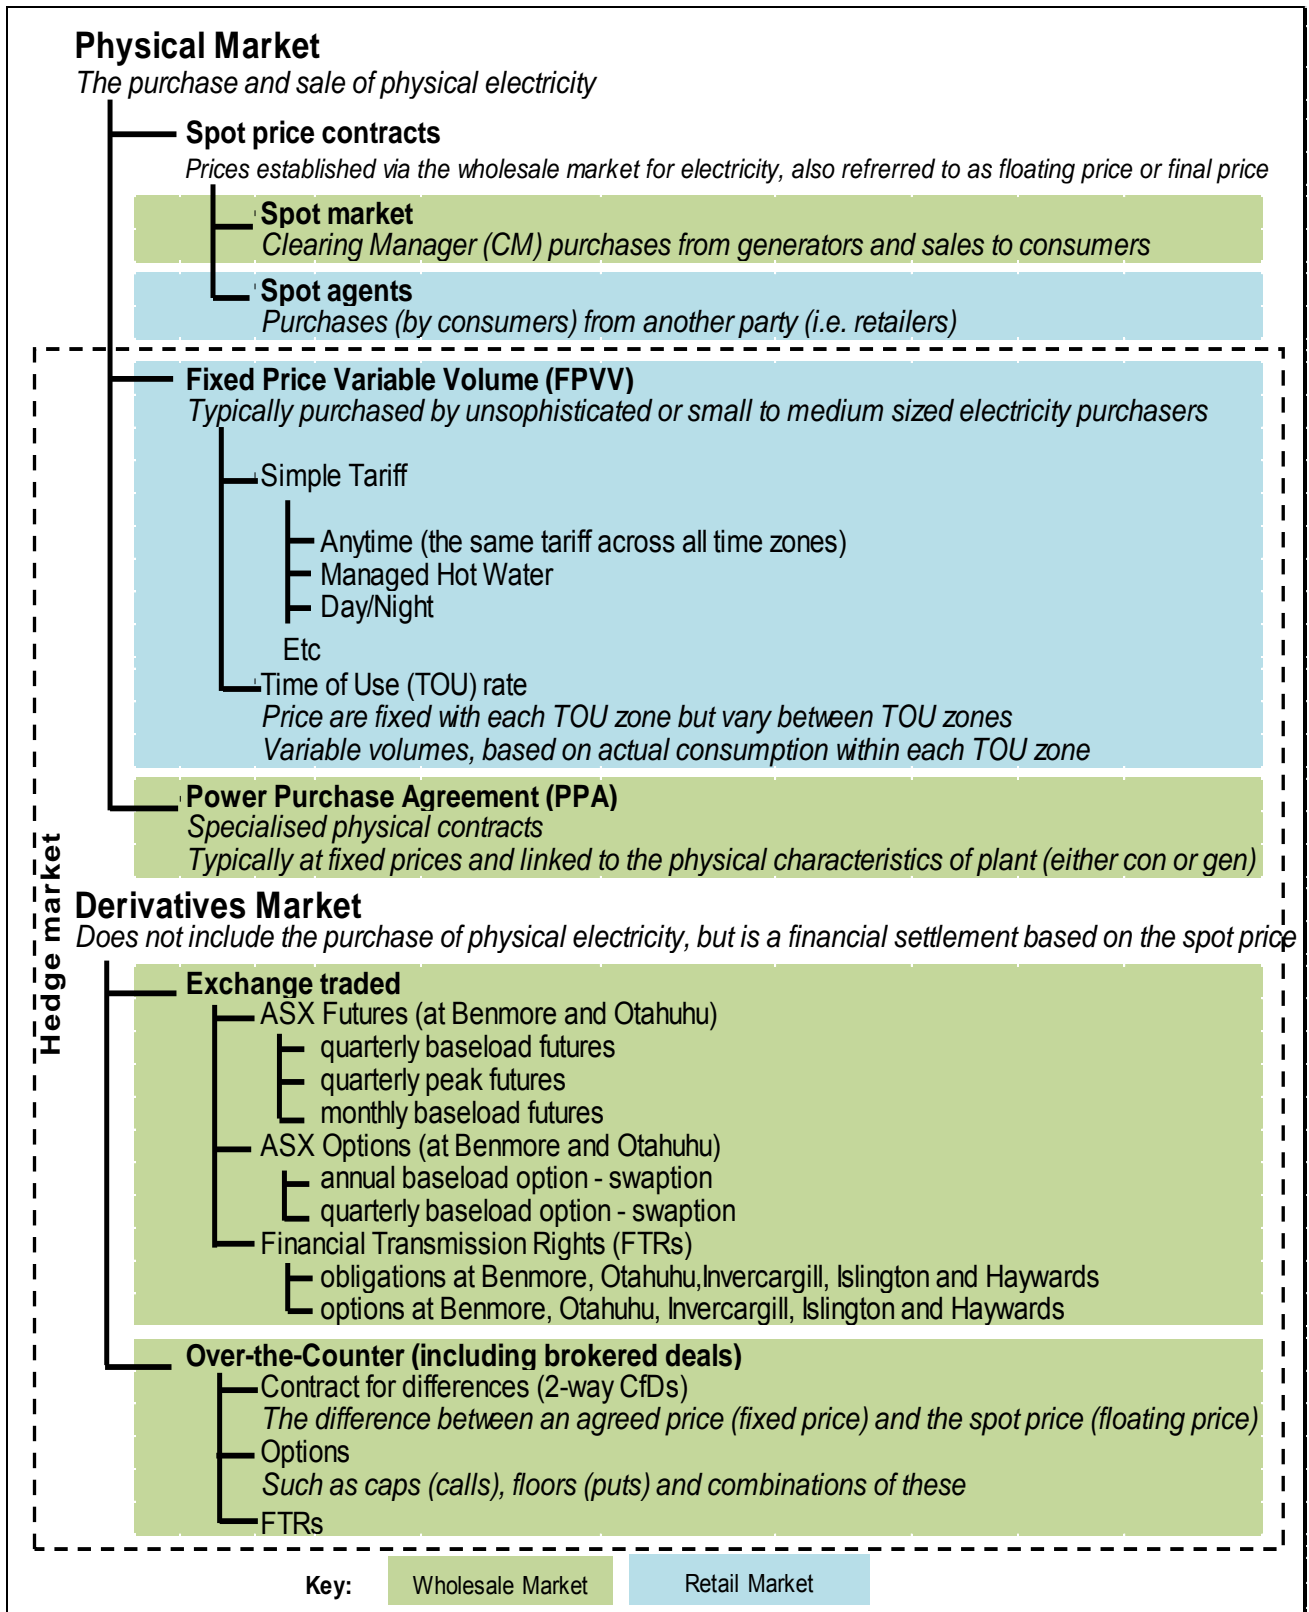 Physical Market
The purchase and sale of physical electricity
Spot price contracts
Prices established via the wholesale market for electricity, also refrerred to as floating price or final price
Spot market
Clearing Manager (CM) purchases from generators and sales to consumers
Spot agents
Purchases (by consumers) from another party (i.e. retailers)
Fixed Price Variable Volume (FPVV)
Typically purchased by unsophisticated or small to medium sized electricity purchasers
Simple Tariff
Anytime (the same tariff across all time zones)
Managed Hot Water
Day/Night
Etc
Time of Use (TOU) rate
Price are fixed with each TOU zone but vary between TOU zones
Variable volumes, based on actual consumption within each TOU zone
Power Purchase Agreement (PPA)
Specialised physical contracts
Typically at fixed prices and linked to the physical characteristics of plant (either con or gen)
Hedge market
Derivatives Market
Does not include the purchase of physical electricity, but is a financial settlement based on the spot price
Exchange traded
ASX Futures (at Benmore and Otahuhu)
quarterly baseload futures
quarterly peak futures
monthly baseload futures
ASX Options (at Benmore and Otahuhu)
annual baseload option - swaption
quarterly baseload option - swaption
Financial Transmission Rights (FTRs)
obligations at Benmore, Otahuhu,Invercargill, Islington and Haywards
options at Benmore, Otahuhu, Invercargill, Islington and Haywards
Over-the-Counter (including brokered deals)
Contract for differences (2-way CfDs)
The difference between an agreed price (fixed price) and the spot price (floating price)
Options
Such as caps (calls), floors (puts) and combinations of these
FTRs
Key:
Wholesale Market
Retail Market